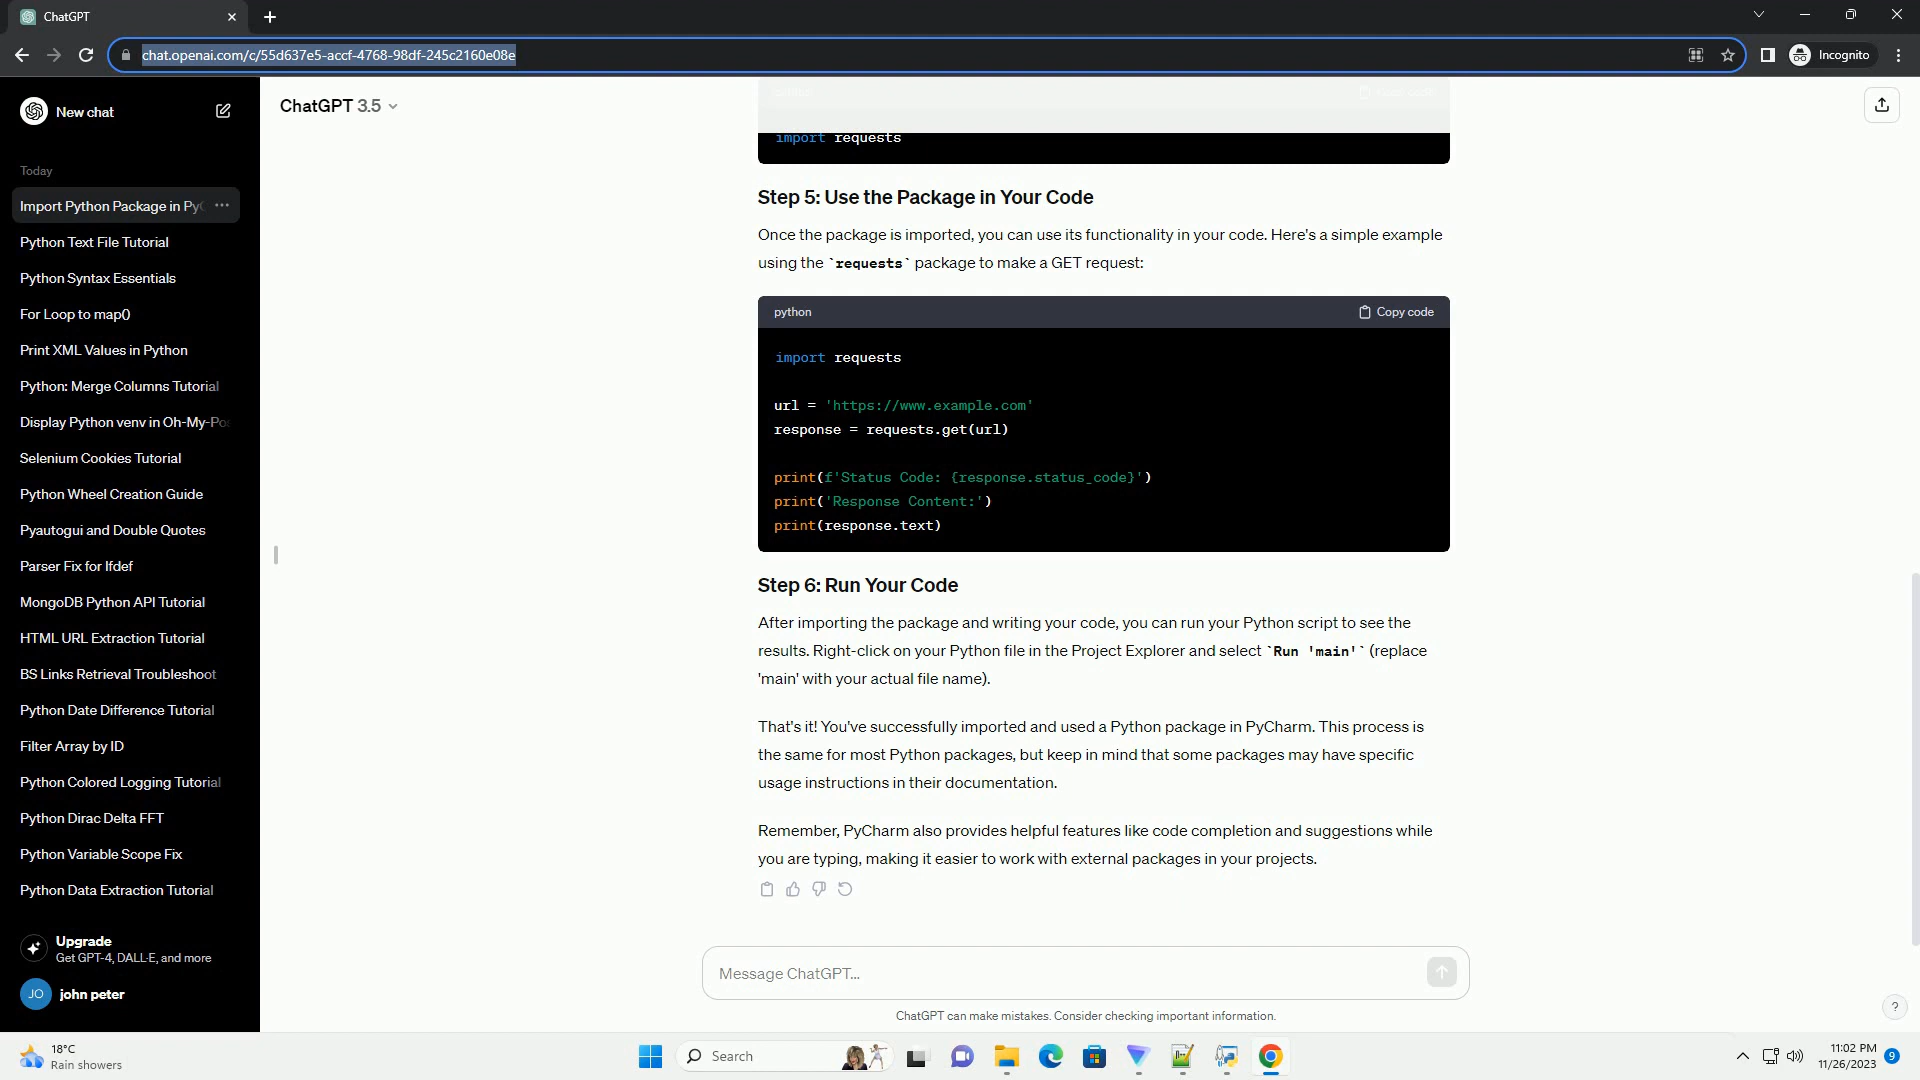 ChatGPT
chat.openai.com/c/55d637e5-accf-4768-98df-245c2160e08e
Incognito
New chat
Today
Import Python Package in Py
Python Text File Tutorial
Python Syntax Essentials
For Loop to map()
Print XML Values in Python
Python: Merge Columns Tutorial
Display Python venv in Oh-My-Po
Selenium Cookies Tutorial
Python Wheel Creation Guide
Pyautogui and Double Quotes
Parser Fix for Ifdef
MongoDB Python API Tutorial
HTML URL Extraction Tutorial
BS Links Retrieval Troubleshoot
Python Date Difference Tutorial
Filter Array by ID
Python Colored Logging Tutorial
Python Dirac Delta FFT
Python Variable Scope Fix
Python Data Extraction Tutorial
Upgrade
Get GPT-4, DALL·E, and more
JO john peter
ChatGPT 3.5
import requests
Step 5: Use the Package in Your Code
Once the package is imported, you can use its functionality in your code. Here's a simple example
using the `requests` package to make a GET request:
python Copy code
import requests
url = 'https://www.example.com'
response = requests.get(url)
print(f'Status Code: {response.status_code}')
print('Response Content:')
print(response.text)
Step 6: Run Your Code
After importing the package and writing your code, you can run your Python script to see the
results. Right-click on your Python file in the Project Explorer and select `Run 'main'` (replace
'main' with your actual file name).
That's it! You've successfully imported and used a Python package in PyCharm. This process is
the same for most Python packages, but keep in mind that some packages may have specific
usage instructions in their documentation.
Remember, PyCharm also provides helpful features like code completion and suggestions while
you are typing, making it easier to work with external packages in your projects.
Message ChatGPT...
ChatGPT can make mistakes. Consider checking important information.
?
18°C
Rain showers
Search
11:02 PM
11/26/2023
9